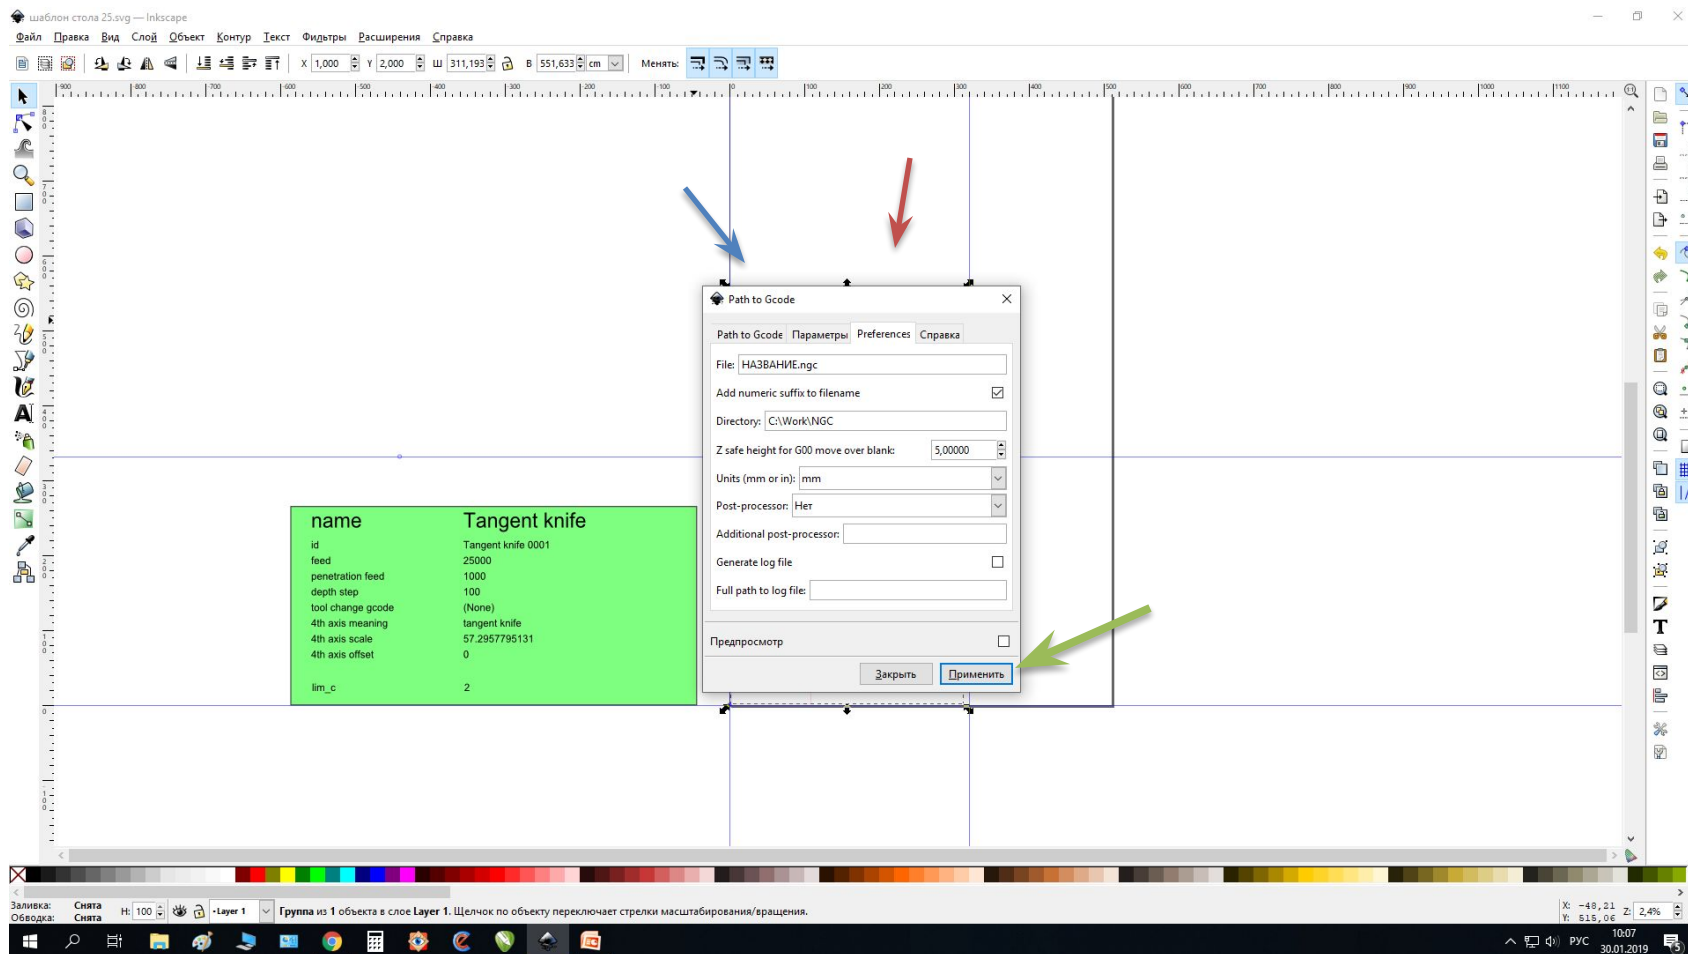 шаблон стола 25.svg — Inkscape
Файл Правка Вид Слой Объект Контур Текст Фильтры Расширения Справка
X 1,000 Y 2,000 Ш 311,193 В 551,633 cm Менять:
Path to Gcode
Path to Gcode Параметры Preferences Справка
File: НАЗВАНИЕ.ngc
Add numeric suffix to filename
Directory: C:\Work\NGC
Z safe height for G00 move over blank: 5,00000
Units (mm or in): mm
Post-processor: Нет
Additional post-processor:
Generate log file
Full path to log file:
Предпросмотр
Закрыть Применить
name Tangent knife
id Tangent knife 0001
feed 25000
penetration feed 1000
depth step 100
tool change gcode (None)
4th axis meaning tangent knife
4th axis scale 57.2957795131
4th axis offset 0
lim_c 2
Заливка: Снята
Обводка: Снята
Н: 100 •Layer 1 Группа из 1 объекта в слое Layer 1. Щелчок по объекту переключает стрелки масштабирования/вращения.
X: -48,21
Y: 515,06
Z: 2,4%
РУС
10:07
30.01.2019
5